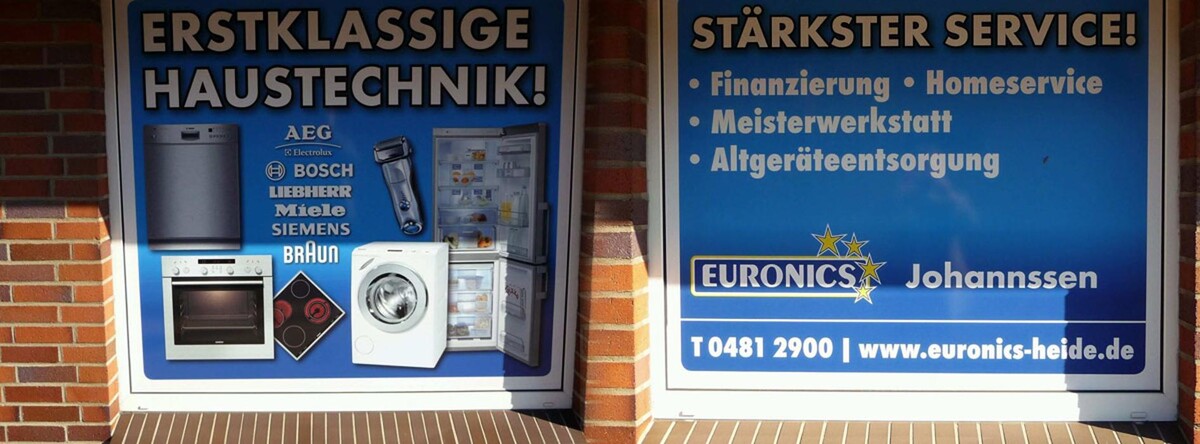 ERSTKLASSIGE
HAUSTECHNIK!
AEG
Electrolux
BOSCH
LIEBHERR
Miele
SIEMENS
BRAUN
STÄRKSTER SERVICE!
• Finanzierung • Homeservice
• Meisterwerkstatt
• Altgeräteentsorgung
EURONICS Johannssen
T 0481 2900 | www.euronics-heide.de